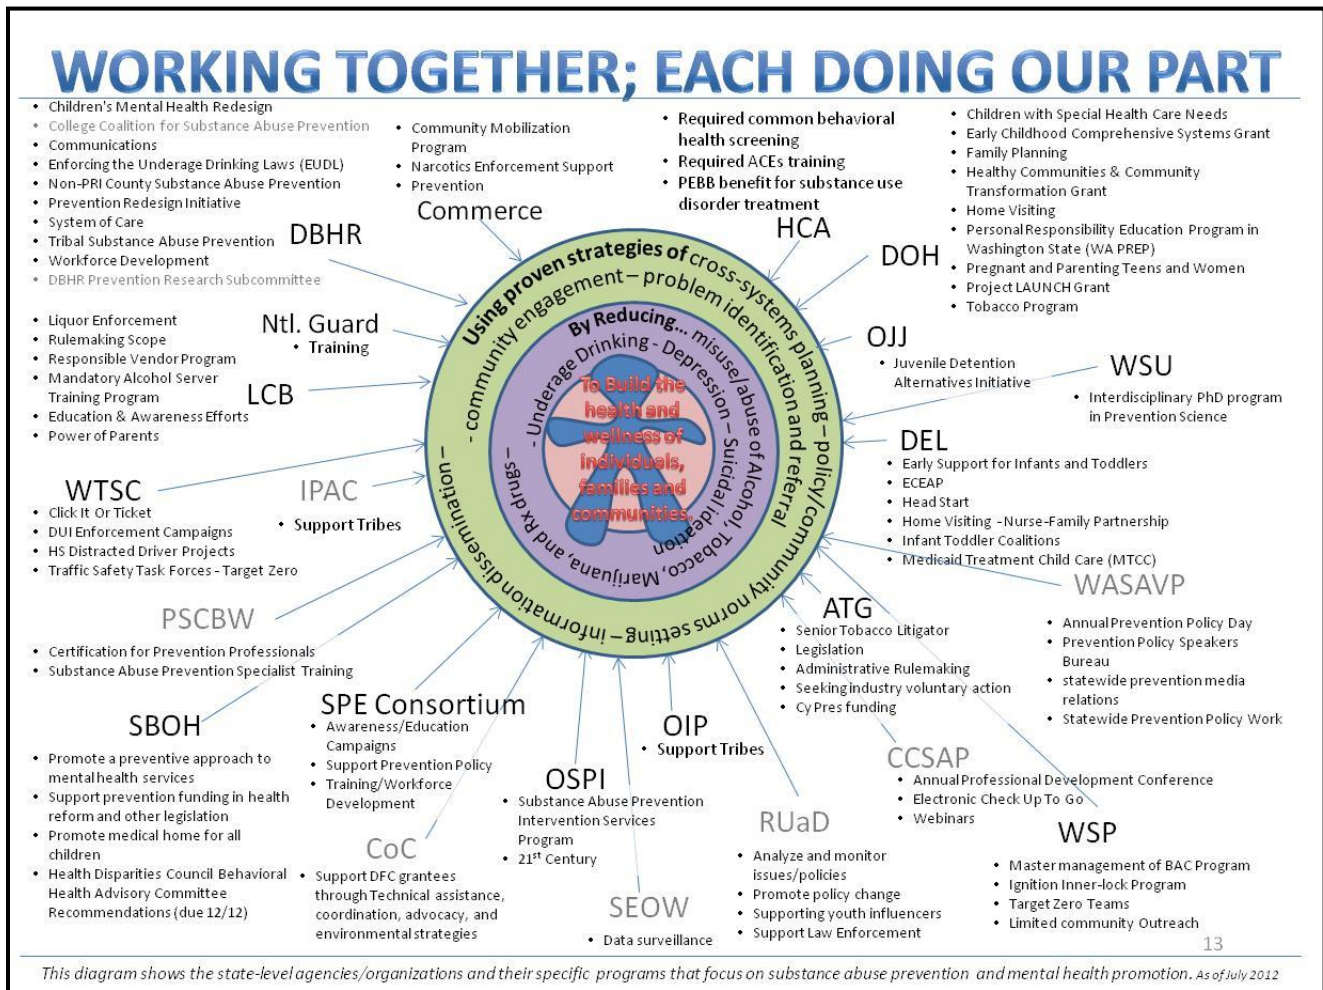 WORKING TOGETHER; EACH DOING OUR PART
• Children's Mental Health Redesign
• College Coalition for Substance Abuse Prevention
• Communications
• Enforcing the Underage Drinking Laws (EUDL)
• Non-PRI County Substance Abuse Prevention
• Prevention Redesign Initiative
• System of Care
• Tribal Substance Abuse Prevention
• Workforce Development
• DBHR Prevention Research Subcommittee
DBHR
• Community Mobilization
Program
• Narcotics Enforcement Support
• Prevention
Commerce
• Required common behavioral
health screening
• Required ACEs training
• PEBB benefit for substance use
disorder treatment
HCA
• Children with Special Health Care Needs
• Early Childhood Comprehensive Systems Grant
• Family Planning
• Healthy Communities & Community
Transformation Grant
• Home Visiting
• Personal Responsibility Education Program in
Washington State (WA PREP)
• Pregnant and Parenting Teens and Women
• Project LAUNCH Grant
• Tobacco Program
DOH
• Liquor Enforcement
• Rulemaking Scope
• Responsible Vendor Program
• Mandatory Alcohol Server
Training Program
• Education & Awareness Efforts
• Power of Parents
LCB
Ntl. Guard
• Training
Using proven strategies of cross-systems planning – policy/community norms setting – information dissemination –
- community engagement – problem identification and referral
By Reducing... misuse/abuse of Alcohol, Tobacco, Marijuana, and Rx drugs -
- Underage Drinking - Depression – Suicidal ideation
To Build the
health and
wellness of
individuals,
families and
communities.
OJJ
• Juvenile Detention
Alternatives Initiative
WSU
• Interdisciplinary PhD program
in Prevention Science
DEL
• Early Support for Infants and Toddlers
• ECEAP
• Head Start
• Home Visiting - Nurse-Family Partnership
• Infant Toddler Coalitions
• Medicaid Treatment Child Care (MTCC)
WTSC
• Click It Or Ticket
• DUI Enforcement Campaigns
• HS Distracted Driver Projects
• Traffic Safety Task Forces - Target Zero
IPAC
• Support Tribes
PSCBW
• Certification for Prevention Professionals
• Substance Abuse Prevention Specialist Training
WASAVP
• Annual Prevention Policy Day
• Prevention Policy Speakers
Bureau
• statewide prevention media
relations
• Statewide Prevention Policy Work
ATG
• Senior Tobacco Litigator
• Legislation
• Administrative Rulemaking
• Seeking industry voluntary action
• Cy Pres funding
SBOH
• Promote a preventive approach to
mental health services
• Support prevention funding in health
reform and other legislation
• Promote medical home for all
children
• Health Disparities Council Behavioral
Health Advisory Committee
Recommendations (due 12/12)
SPE Consortium
• Awareness/Education
Campaigns
• Support Prevention Policy
• Training/Workforce
Development
CoC
• Support DFC grantees
through Technical assistance,
coordination, advocacy, and
environmental strategies
OSPI
• Substance Abuse Prevention
Intervention Services
Program
• 21st Century
OIP
• Support Tribes
SEOW
• Data surveillance
RUaD
• Analyze and monitor
issues/policies
• Promote policy change
• Supporting youth influencers
• Support Law Enforcement
CCSAP
• Annual Professional Development Conference
• Electronic Check Up To Go
• Webinars
WSP
• Master management of BAC Program
• Ignition Inner-lock Program
• Target Zero Teams
• Limited community Outreach
13
This diagram shows the state-level agencies/organizations and their specific programs that focus on substance abuse prevention and mental health promotion. As of July 2012